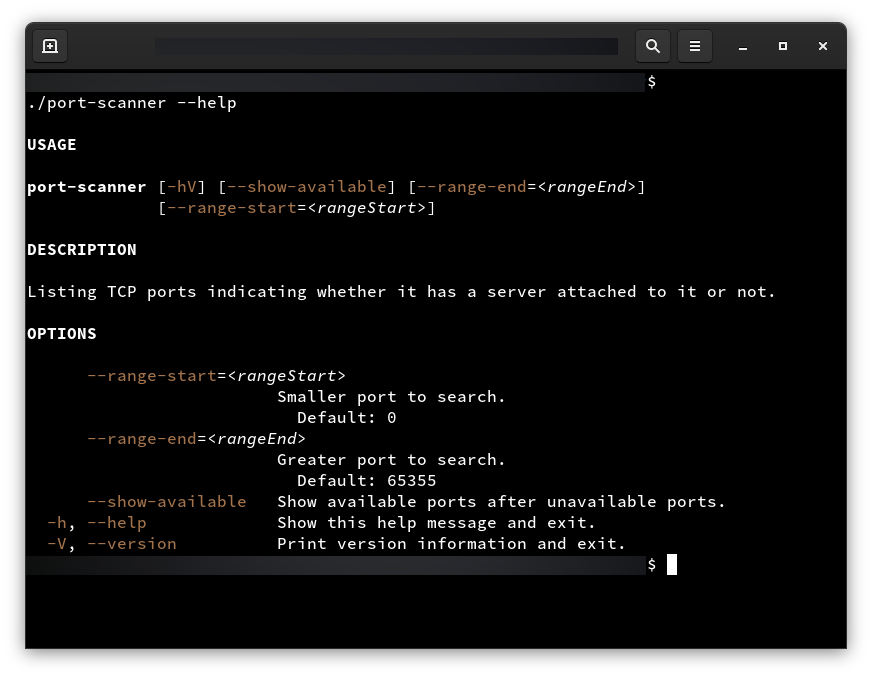 $
./port-scanner --help
USAGE
port-scanner [-hV] [--show-available] [--range-end=<rangeEnd>]
[--range-start=<rangeStart>]
DESCRIPTION
Listing TCP ports indicating whether it has a server attached to it or not.
OPTIONS
--range-start=<rangeStart>
Smaller port to search.
Default: 0
--range-end=<rangeEnd>
Greater port to search.
Default: 65355
--show-available   Show available ports after unavailable ports.
-h, --help   Show this help message and exit.
-V, --version   Print version information and exit.
$